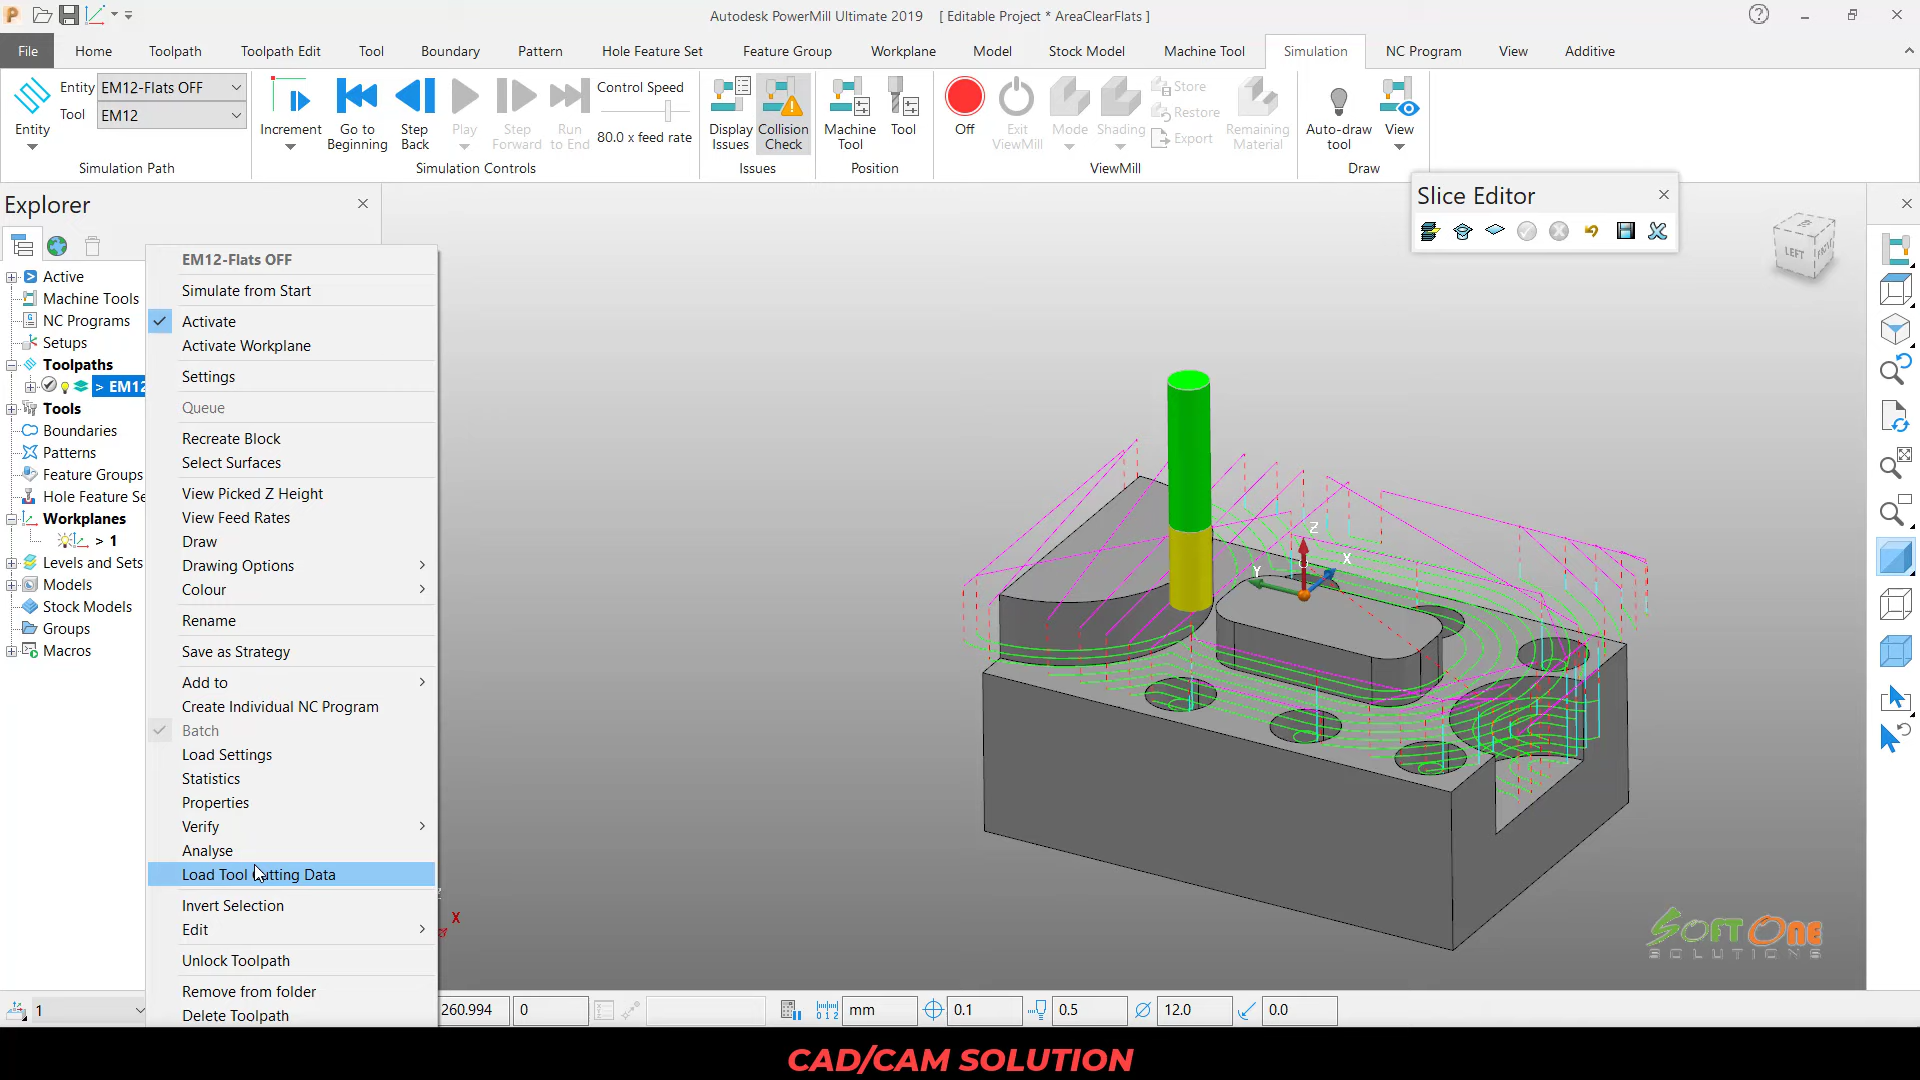 Autodesk PowerMill Ultimate 2019 [ Editable Project * AreaClearFlats ]
File Home Toolpath Toolpath Edit Tool Boundary Pattern Hole Feature Set Feature Group Workplane Model Stock Model Machine Tool Simulation NC Program View Additive
Entity EM12-Flats OFF
Tool EM12
Entity
Simulation Path
Increment
Go to Beginning
Step Back
Play
Step Forward
Run to End
Control Speed
80.0 x feed rate
Simulation Controls
Display Issues
Collision Check
Issues
Machine Tool
Tool
Position
Off
Exit ViewMill
Mode
Shading
Store
Restore
Export
Remaining Material
ViewMill
Auto-draw tool
View
Draw
Slice Editor
LEFT
Explorer
Active
Machine Tools
NC Programs
Setups
Toolpaths
> EM12
Tools
Boundaries
Patterns
Feature Groups
Hole Feature Se
Workplanes
> 1
Levels and Sets
Models
Stock Models
Groups
Macros
EM12-Flats OFF
Simulate from Start
Activate
Activate Workplane
Settings
Queue
Recreate Block
Select Surfaces
View Picked Z Height
View Feed Rates
Draw
Drawing Options
Colour
Rename
Save as Strategy
Add to
Create Individual NC Program
Batch
Load Settings
Statistics
Properties
Verify
Analyse
Load Tool Cutting Data
Invert Selection
Edit
Unlock Toolpath
Remove from folder
Delete Toolpath
Z
X
Y
X
SOFT ONE
SOLUTIONS
1 260.994 0 mm 0.1 0.5 12.0 0.0
CAD/CAM SOLUTION